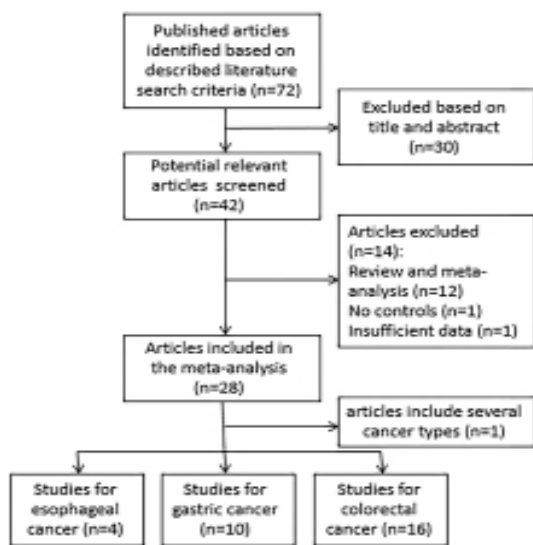 Published articles
identified based on
described literature
search criteria (n=72)
Excluded based on
title and abstract
(n=30)
Potential relevant
articles screened
(n=42)
Articles excluded
(n=14):
Review and meta-
analysis (n=12)
No controls (n=1)
Insufficient data (n=1)
Articles included in
the meta-analysis
(n=28)
articles include several
cancer types (n=1)
Studies for
esophageal
cancer (n=4)
Studies for
gastric cancer
(n=10)
Studies for
colorectal
cancer (n=16)